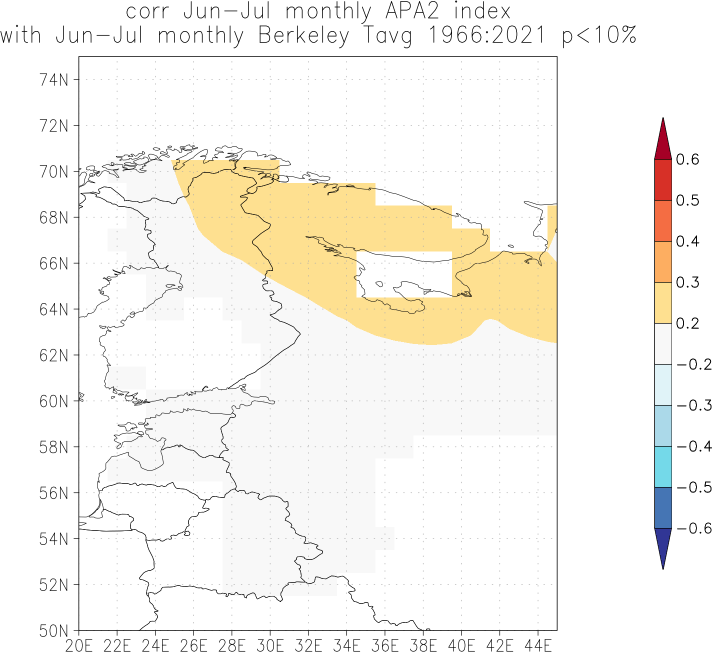 corr Jun-Jul monthly APA2 index
with Jun-Jul monthly Berkeley Tavg 1966:2021 p<10%
74N
72N
70N
68N
66N
64N
62N
60N
58N
56N
54N
52N
50N
20E 22E 24E 26E 28E 30E 32E 34E 36E 38E 40E 42E 44E
0.6
0.5
0.4
0.3
0.2
-0.2
-0.3
-0.4
-0.5
-0.6